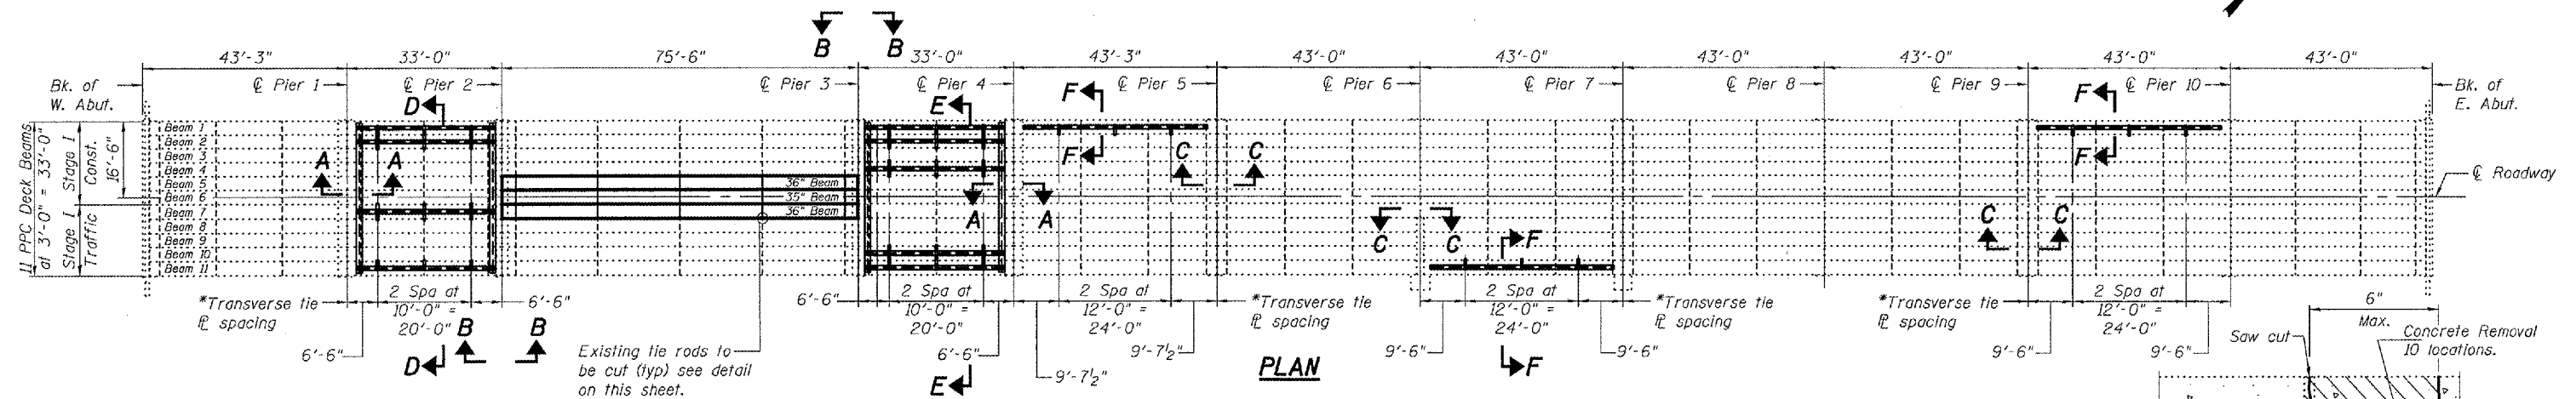 B B
43'-3" 33'-0" 75'-6" 33'-0" 43'-3" 43'-0" 43'-0" 43'-0" 43'-0" 43'-0"
Bk. of
W. Abut.
℄ Pier 1
℄ Pier 2
℄ Pier 3
℄ Pier 4
℄ Pier 5
℄ Pier 6
℄ Pier 7
℄ Pier 8
℄ Pier 9
℄ Pier 10
Bk. of
E. Abut.
D E F F
11 PPC Deck Beams
at 3'-0" = 33'-0"
Stage I
Const.
16'-6"
Stage I
Traffic
Beam 1
Beam 2
Beam 3
Beam 4
Beam 5
Beam 6
Beam 7
Beam 8
Beam 9
Beam 10
Beam 11
A A
36" Beam
35" Beam
36" Beam
A A
F
C C
C C
F
F
C C
℄ Roadway
*Transverse tie
℄ spacing
2 Spa at
10'-0" =
20'-0"
6'-6"
6'-6"
B B
D
Existing tie rods to
be cut (typ) see detail
on this sheet.
6'-6"
2 Spa at
10'-0" =
20'-0"
6'-6"
E
2 Spa at
12'-0" =
24'-0"
9'-7½"
9'-7½"
*Transverse tie
℄ spacing
PLAN
2 Spa at
12'-0" =
24'-0"
9'-6"
9'-6"
F
*Transverse tie
℄ spacing
*Transverse tie
℄ spacing
2 Spa at
12'-0" =
24'-0"
9'-6"
9'-6"
6"
Max.
Saw cut
Concrete Removal
10 locations.